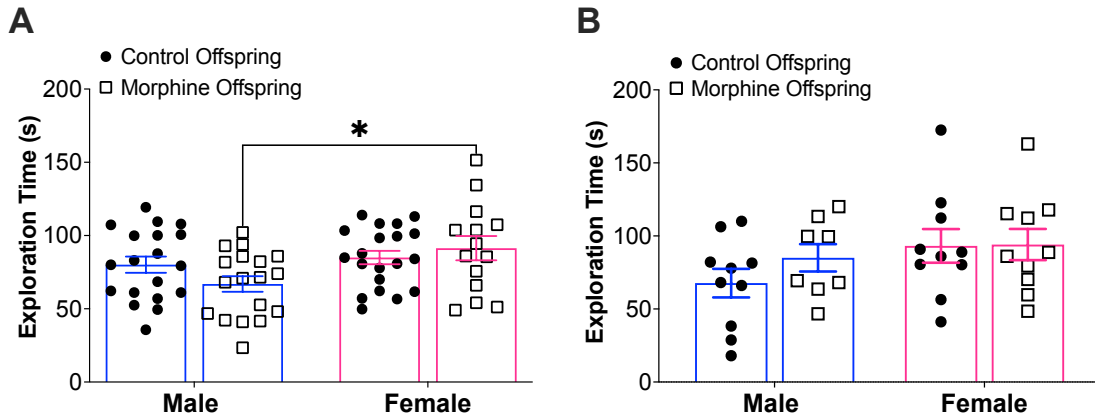 A
● Control Offspring
□ Morphine Offspring
Exploration Time (s)
200
150
100
50
0
*
Male
Female
B
● Control Offspring
□ Morphine Offspring
Exploration Time (s)
200
150
100
50
0
Male
Female